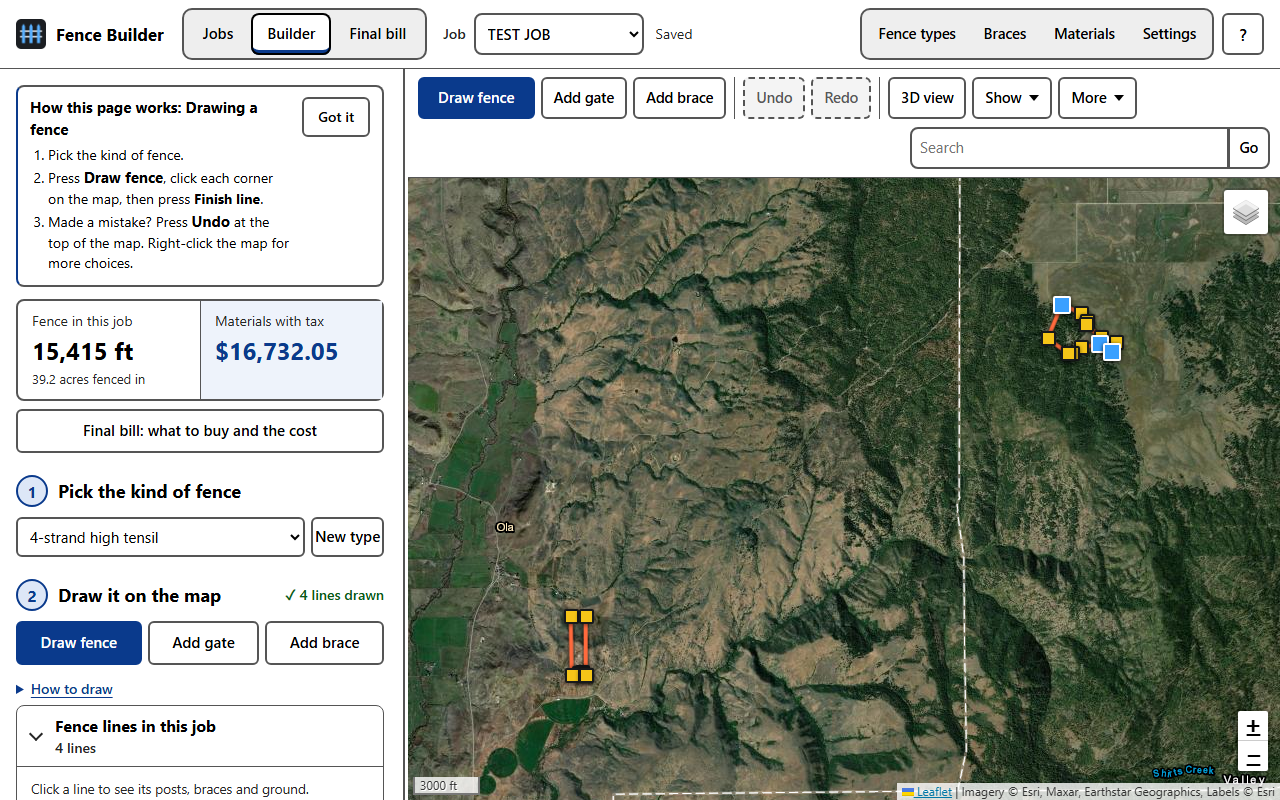 Fence Builder
Jobs
Builder
Final bill
Job
TEST JOB
Saved
Fence types
Braces
Materials
Settings
?
How this page works: Drawing a
fence
Got it
1. Pick the kind of fence.
2. Press Draw fence, click each corner
on the map, then press Finish line.
3. Made a mistake? Press Undo at the
top of the map. Right-click the map for
more choices.
Fence in this job
15,415 ft
39.2 acres fenced in
Materials with tax
$16,732.05
Final bill: what to buy and the cost
1 Pick the kind of fence
4-strand high tensil
New type
2 Draw it on the map
✓ 4 lines drawn
Draw fence
Add gate
Add brace
How to draw
Fence lines in this job
4 lines
Click a line to see its posts, braces and ground.
Draw fence
Add gate
Add brace
Undo
Redo
3D view
Show
More
Search
Go
Ola
Shirts Creek
Valley
+
−
3000 ft
Leaflet | Imagery © Esri, Maxar, Earthstar Geographics, Labels © Esri